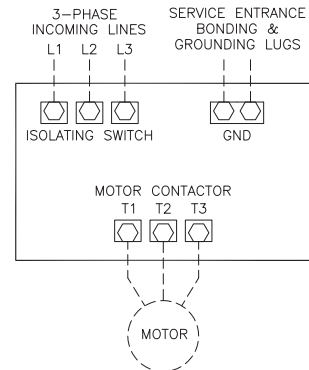 3-PHASE
INCOMING LINES
L1 L2 L3
SERVICE ENTRANCE
BONDING &
GROUNDING LUGS
ISOLATING SWITCH
GND
MOTOR CONTACTOR
T1 T2 T3
MOTOR